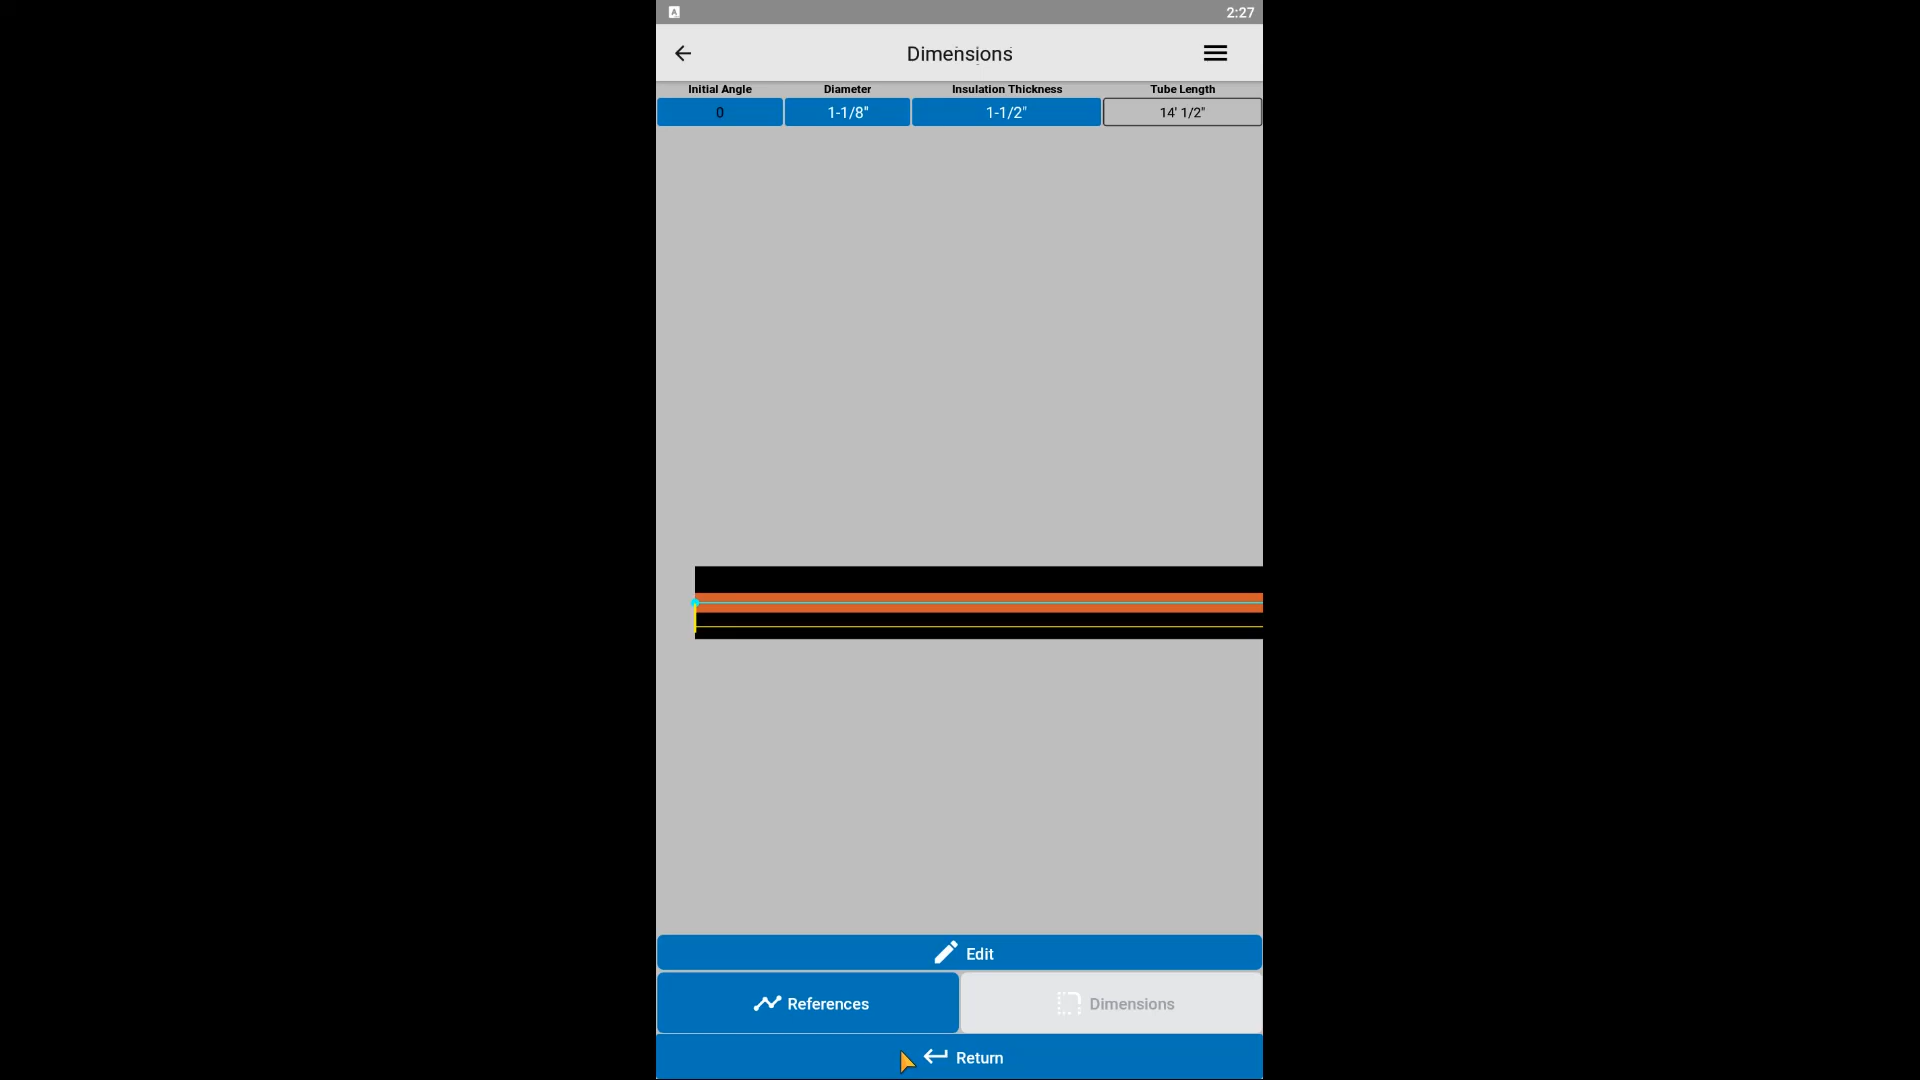 A
2:27
Dimensions
Initial Angle Diameter Insulation Thickness Tube Length
0 1-1/8" 1-1/2" 14' 1/2"
Edit
References Dimensions
Return